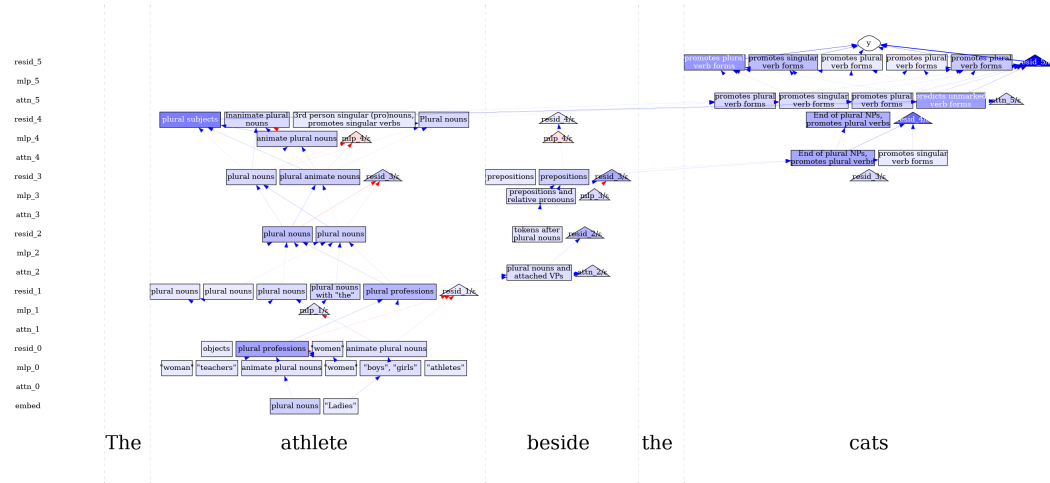 y
resid_5
promotes plural
verb forms
promotes singular
verb forms
promotes plural
verb forms
promotes plural
verb forms
promotes plural
verb forms
mlp_5
attn_5
promotes plural
verb forms
promotes singular
verb forms
promotes plural
verb forms
predicts unmarked
verb forms
attn_5/ε
resid_4
plural subjects
Inanimate plural
nouns
3rd person singular (pro)nouns,
promotes singular verbs
Plural nouns
resid_4/ε
End of plural NPs,
promotes plural verbs
mlp_4
animate plural nouns
mlp_4/ε
mlp_4/ε
attn_4
End of plural NPs,
promotes plural verbs
promotes singular
verb forms
resid_3
plural nouns
plural animate nouns
resid_3/ε
prepositions
prepositions
resid_3/ε
resid_3/ε
mlp_3
prepositions and
relative pronouns
mlp_3/ε
attn_3
resid_2
plural nouns
plural nouns
tokens after
plural nouns
resid_2/ε
mlp_2
attn_2
plural nouns and
attached VPs
attn_2/ε
resid_1
plural nouns
plural nouns
plural nouns
plural nouns
with "the"
plural professions
resid_1/ε
mlp_1
mlp_1/ε
attn_1
resid_0
objects
plural professions
"women"
animate plural nouns
mlp_0
"woman"
"teachers"
animate plural nouns
"women"
"boys", "girls"
"athletes"
attn_0
embed
plural nouns
"Ladies"
The athlete beside the cats